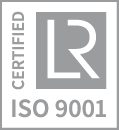 CERTIFIED
LR
ISO 9001